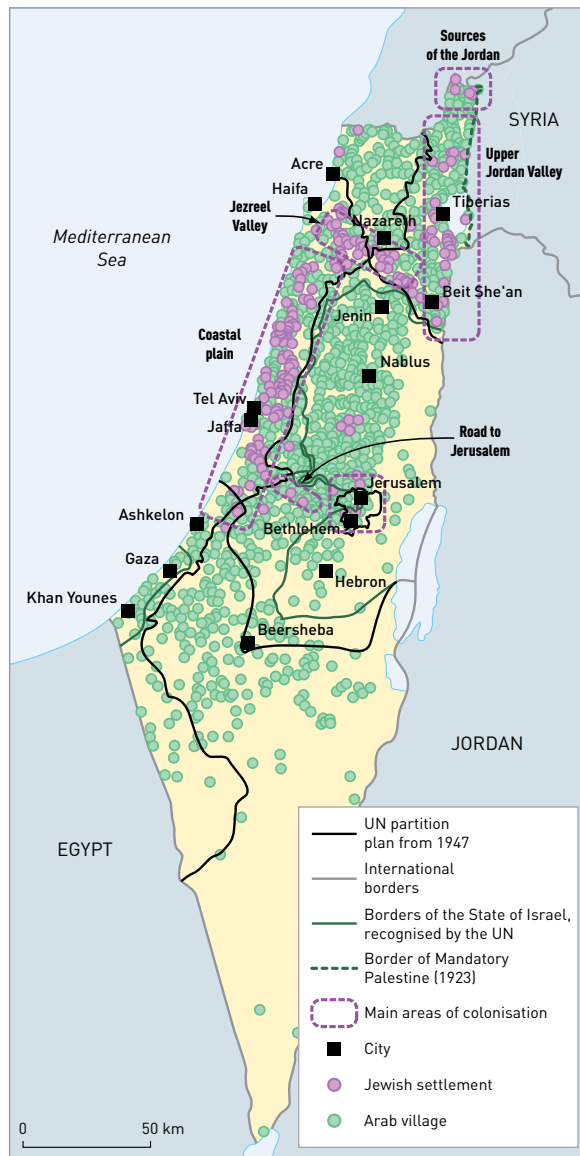 Sources
of the Jordan
SYRIA
Upper
Jordan Valley
Acre
Haifa
Jezreel
Valley
Nazareth
Tiberias
Mediterranean
Sea
Beit She'an
Jenin
Coastal
plain
Nablus
Tel Aviv
Jaffa
Road to
Jerusalem
Jerusalem
Ashkelon
Bethlehem
Gaza
Hebron
Khan Younes
Beersheba
JORDAN
EGYPT
UN partition
plan from 1947
International
borders
Borders of the State of Israel,
recognised by the UN
Border of Mandatory
Palestine (1923)
Main areas of colonisation
City
Jewish settlement
Arab village
0 50 km